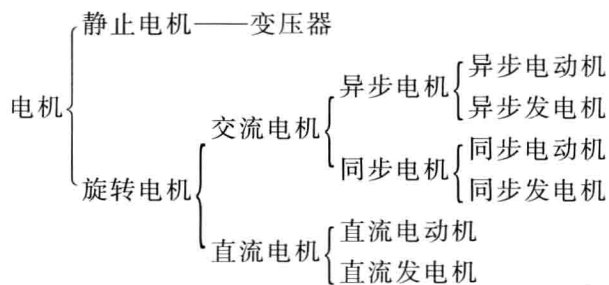 静止电机——变压器
异步电动机
异步电机
异步发电机
电机
交流电机
同步电动机
同步电机
旋转电机
同步发电机
直流电动机
直流电机
直流发电机